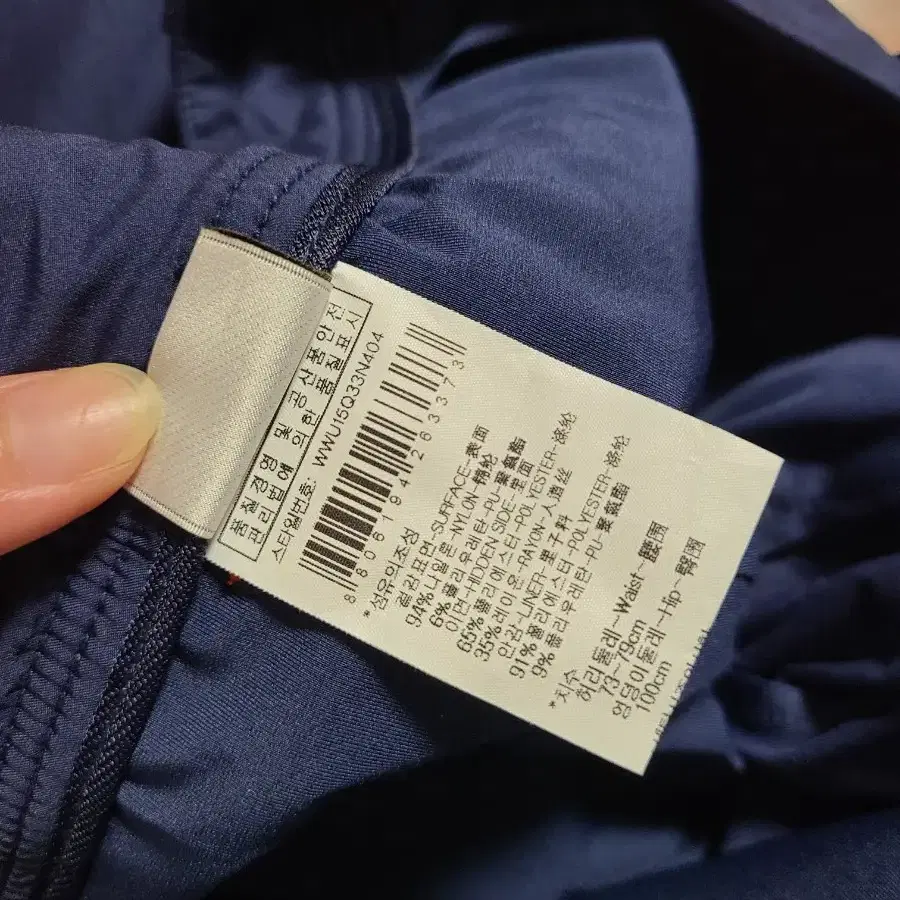 품질경영 및 공산품안전
관리법에 의한 품질표시
스타일번호: WWU15Q33N404
8 806194 263373
*섬유의조성
겉감표면-SURFACE-表面
94%나일론-NYLON-锦纶
6%폴리우레탄-PU-聚氨酯
이면-HIDDEN SIDE-里面
65%폴리에스터-POLYESTER-涤纶
35%레이온-RAYON-人造丝
안감-LINER-里子料
91%폴리에스터-POLYESTER-涤纶
9%폴리우레탄-PU-聚氨酯
*치수
허리둘레~Waist~腰围
73~79cm
엉덩이둘레~Hip~臀围
100cm